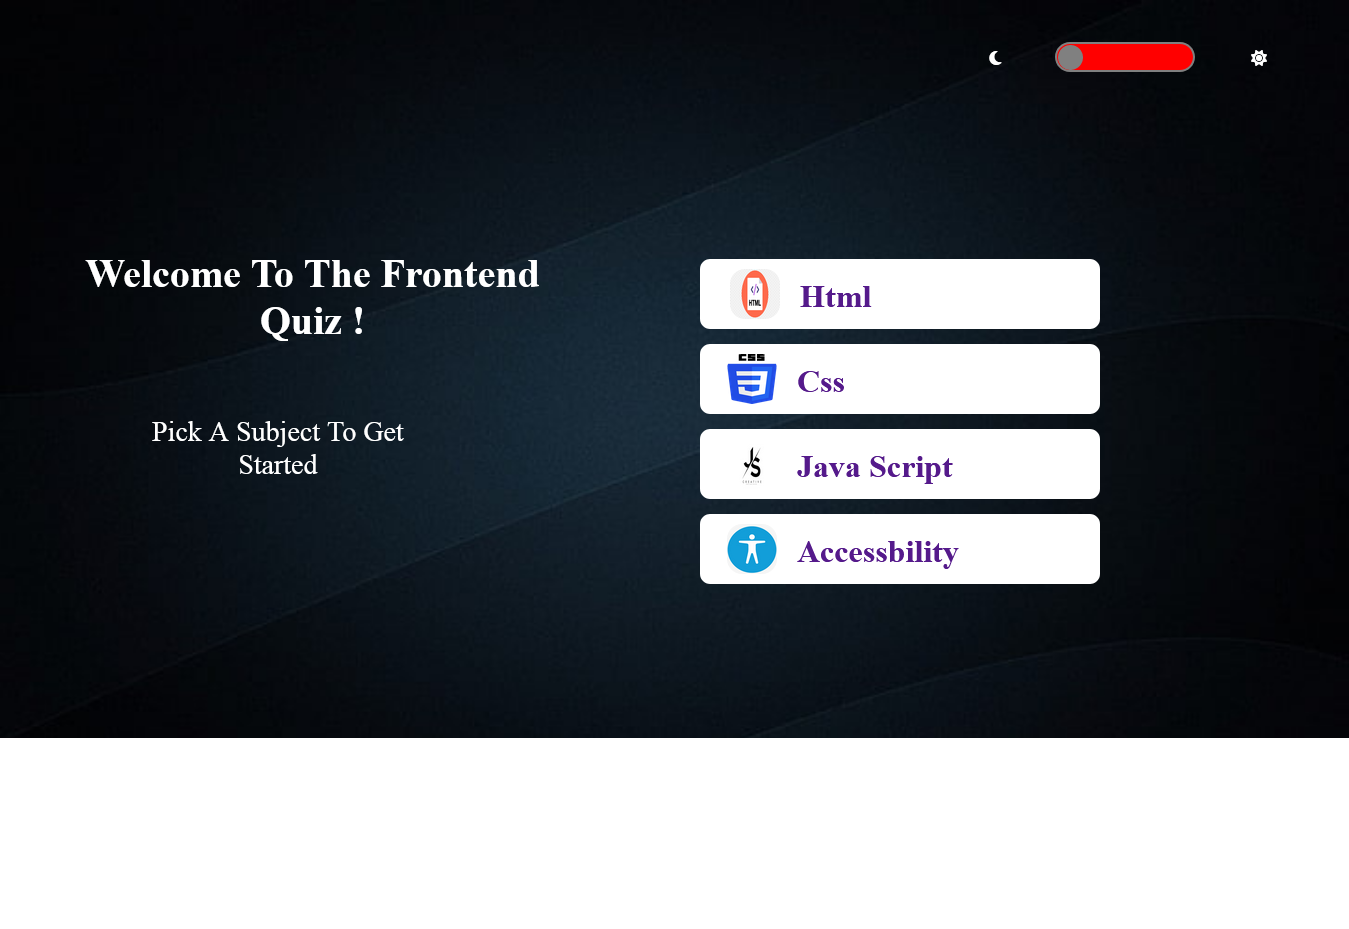 Welcome To The Frontend
Quiz !
Pick A Subject To Get
Started
HTML
Html
CSS
Css
JS
Java Script
Accessbility